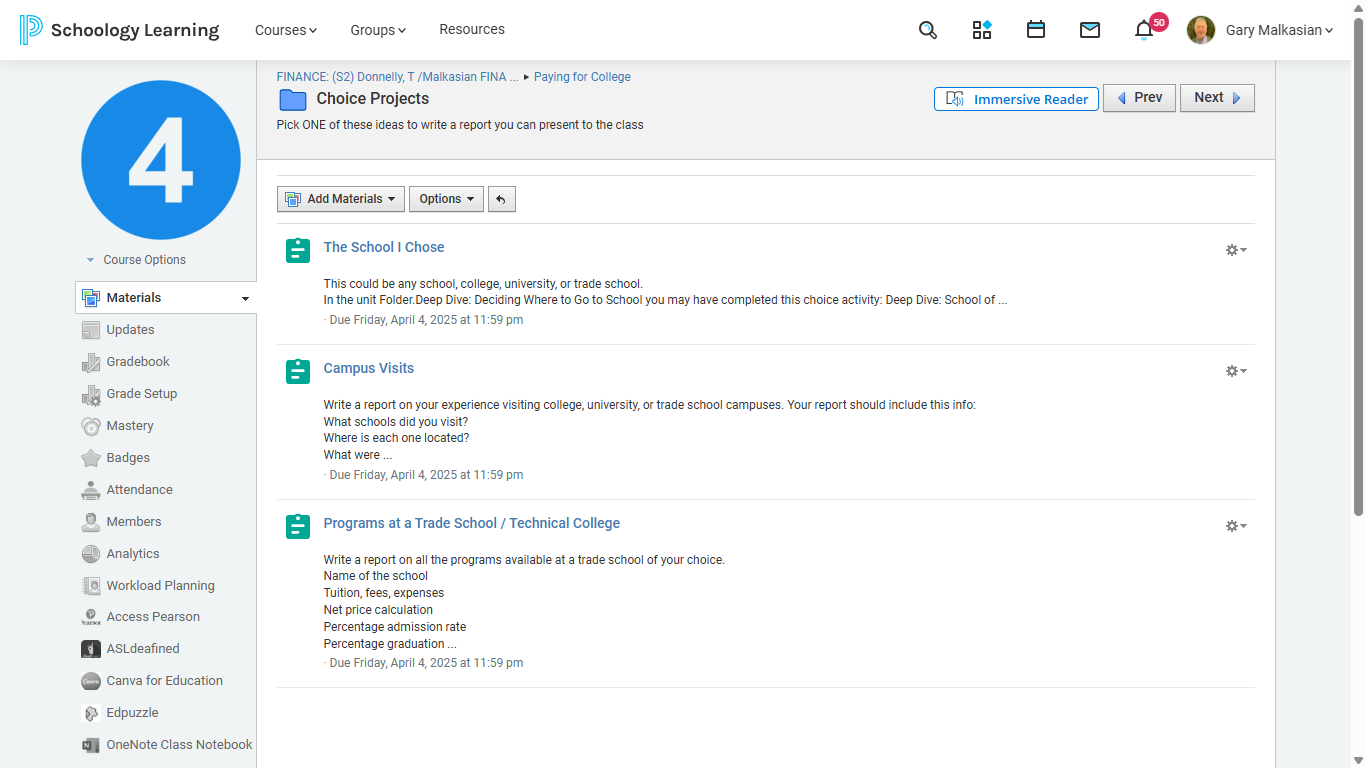 Schoology Learning
Courses
Groups
Resources
50
Gary Malkasian
4
Course Options
Materials
Updates
Gradebook
Grade Setup
Mastery
Badges
Attendance
Members
Analytics
Workload Planning
Access Pearson
ASLdeafined
Canva for Education
Edpuzzle
OneNote Class Notebook
FINANCE: (S2) Donnelly, T /Malkasian FINA ... ▸ Paying for College
Choice Projects
Immersive Reader
Prev
Next
Pick ONE of these ideas to write a report you can present to the class
Add Materials
Options
The School I Chose
This could be any school, college, university, or trade school.
In the unit Folder.Deep Dive: Deciding Where to Go to School you may have completed this choice activity: Deep Dive: School of ...
· Due Friday, April 4, 2025 at 11:59 pm
Campus Visits
Write a report on your experience visiting college, university, or trade school campuses. Your report should include this info:
What schools did you visit?
Where is each one located?
What were ...
· Due Friday, April 4, 2025 at 11:59 pm
Programs at a Trade School / Technical College
Write a report on all the programs available at a trade school of your choice.
Name of the school
Tuition, fees, expenses
Net price calculation
Percentage admission rate
Percentage graduation ...
· Due Friday, April 4, 2025 at 11:59 pm